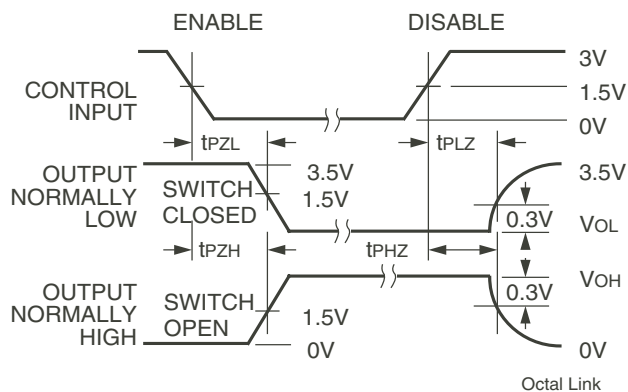 ENABLE DISABLE
3V
CONTROL
INPUT
1.5V
0V
tPZL tPLZ
OUTPUT
NORMALLY
LOW
SWITCH
CLOSED
3.5V
1.5V
3.5V
0.3V
VOL
tPZH tPHZ
OUTPUT
NORMALLY
HIGH
SWITCH
OPEN
1.5V
0V
VOH
0.3V
0V
Octal Link